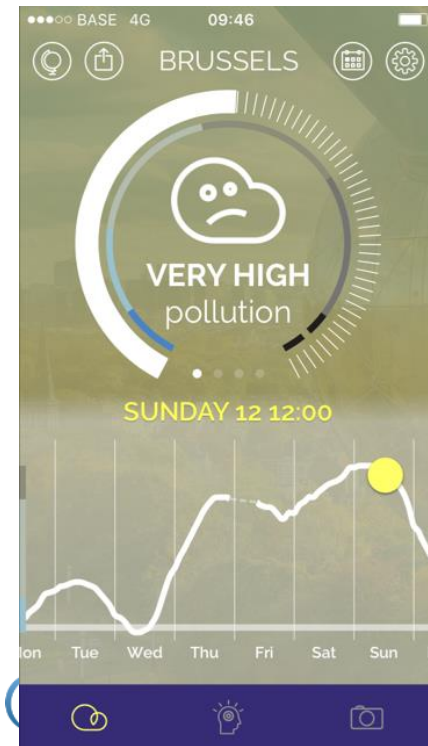 BASE 4G 09:46
BRUSSELS
VERY HIGH
pollution
SUNDAY 12 12:00
Tue Wed Thu Fri Sat Sun